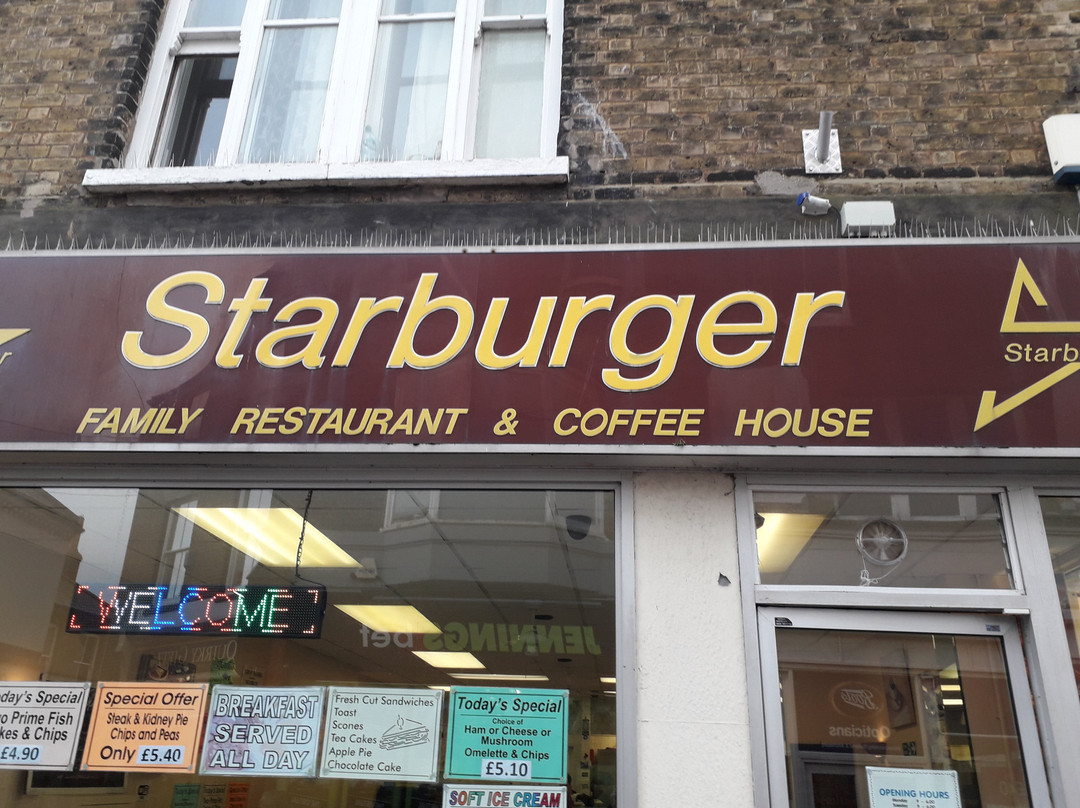 Starburger
FAMILY RESTAURANT & COFFEE HOUSE
Starb
WELCOME
JENNINGS bet
oday's Special
o Prime Fish
kes & Chips
£4.90
Special Offer
Steak & Kidney Pie
Chips and Peas
Only £5.40
BREAKFAST
SERVED
ALL DAY
Fresh Cut Sandwiches
Toast
Scones
Tea Cakes
Apple Pie
Chocolate Cake
Today's Special
Choice of
Ham or Cheese or
Mushroom
Omelette & Chips
£5.10
SOFT ICE CREAM
Boots
Opticians
OPENING HOURS